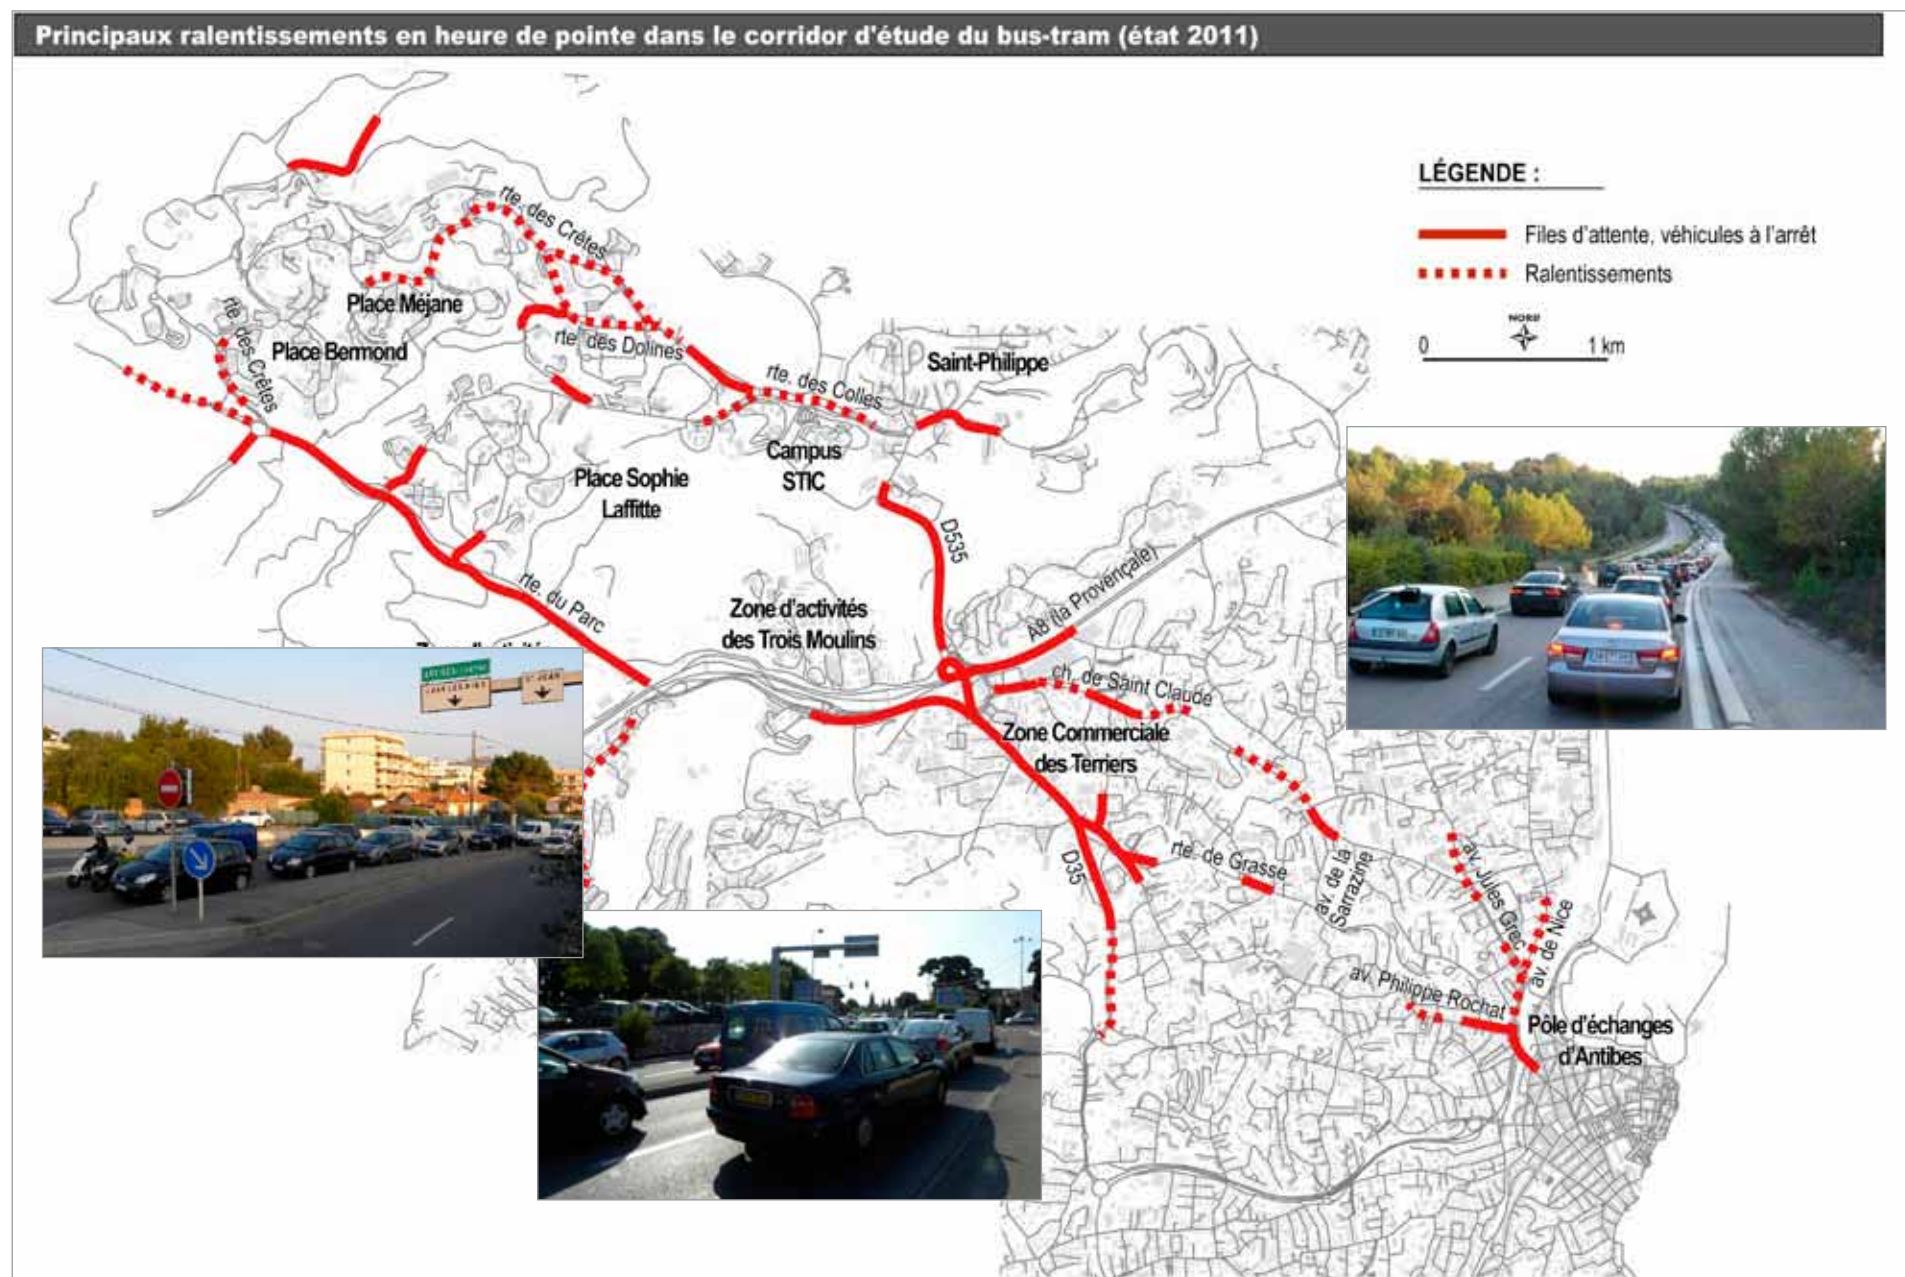 Principaux ralentissements en heure de pointe dans le corridor d'étude du bus-tram (état 2011)
LÉGENDE :
Files d'attente, véhicules à l'arrêt
Ralentissements
NORD
0 1 km
rte. des Crêtes
Place Méjane
rte. des Crêtes
Place Bermond
rte. des Dolines
rte. des Colles
Saint-Philippe
Campus
STIC
Place Sophie
Laffitte
D535
rte. du Parc
Zone d'activités
des Trois Moulins
A8 (la Provençale)
ch. de Saint Claude
Zone Commerciale
des Terriers
D35
rte. de Grasse
av. de la
Sarrazine
av. Jules Grec
av. de Nice
av. Philippe Rochat
Pôle d'échanges
d'Antibes